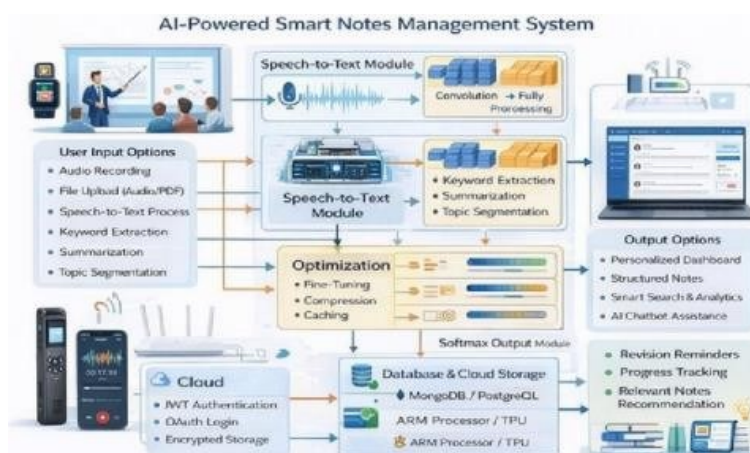 AI-Powered Smart Notes Management System
Speech-to-Text Module
Convolution → Fully
User Input Options
• Audio Recording
• File Upload (Audio/PDF)
• Speech-to-Text Process
• Keyword Extraction
• Summarization
• Topic Segmentation
Speech-to-Text
Module
• Keyword Extraction
• Summarization
• Topic Segmentation
Optimization
• Fine-Tuning
• Compression
• Caching
Output Options
• Personalized Dashboard
• Structured Notes
• Smart Search & Analytics
• AI Chatbot Assistance
Softmax Output Module
Cloud
• JWT Authentication
• OAuth Login
• Encrypted Storage
Database & Cloud Storage
MongoDB / PostgreQL
ARM Processor / TPU
ARM Processor / TPU
• Revision Reminders
• Progress Tracking
• Relevant Notes
Recommendation